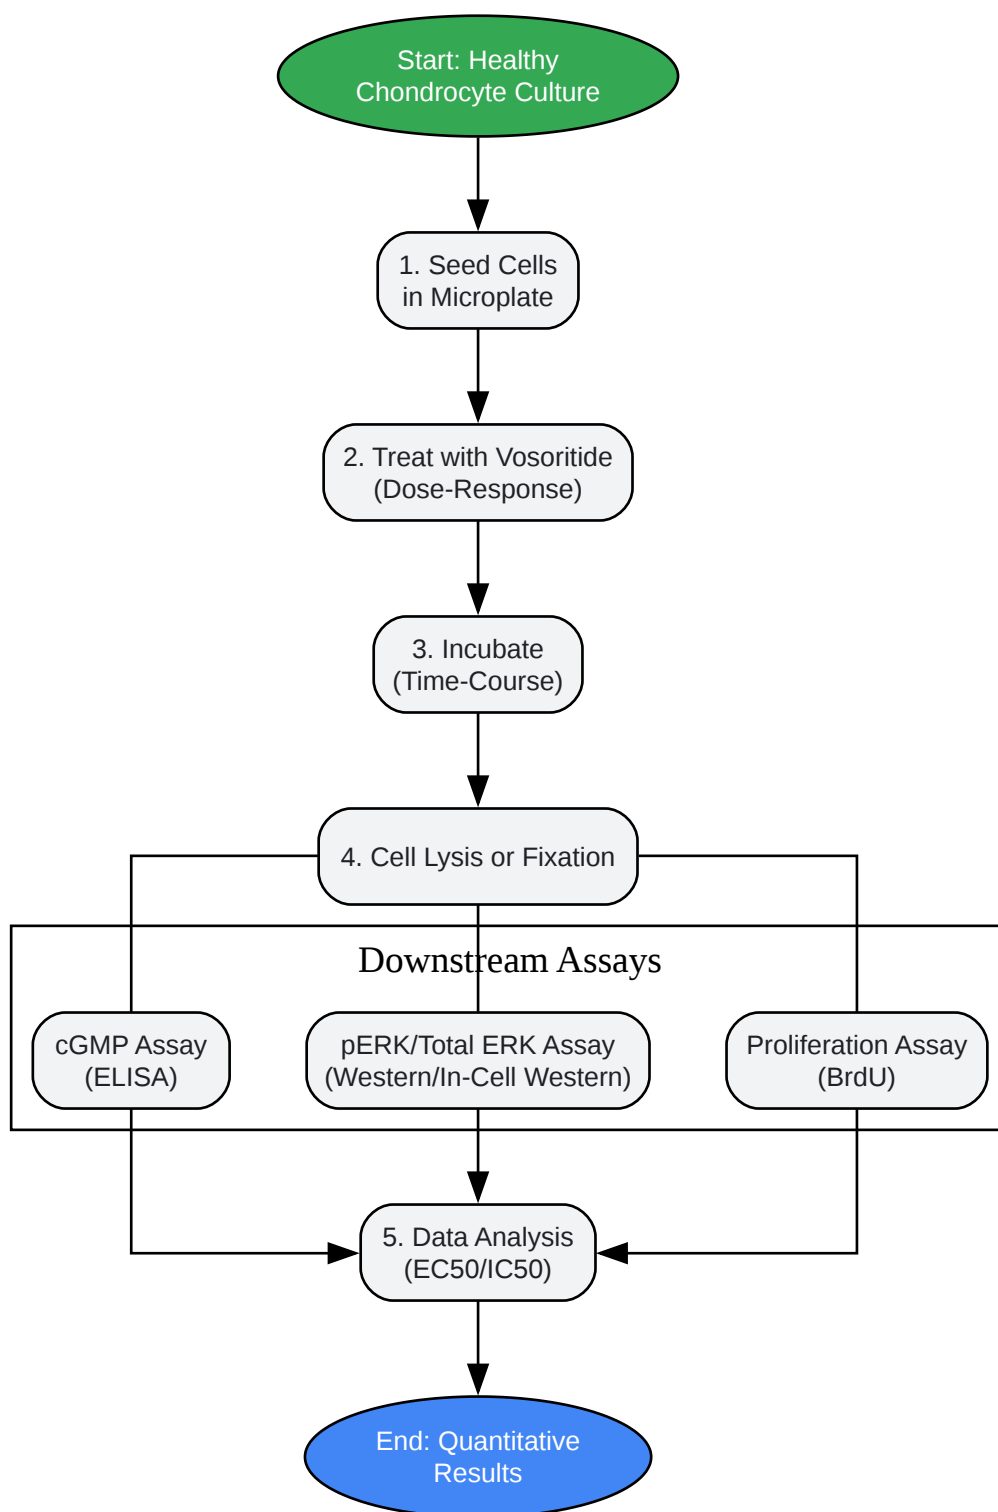 Start: Healthy
Chondrocyte Culture
1. Seed Cells
in Microplate
2. Treat with Vosoritide
(Dose-Response)
3. Incubate
(Time-Course)
4. Cell Lysis or Fixation
Downstream Assays
cGMP Assay
(ELISA)
pERK/Total ERK Assay
(Western/In-Cell Western)
Proliferation Assay
(BrdU)
5. Data Analysis
(EC50/IC50)
End: Quantitative
Results